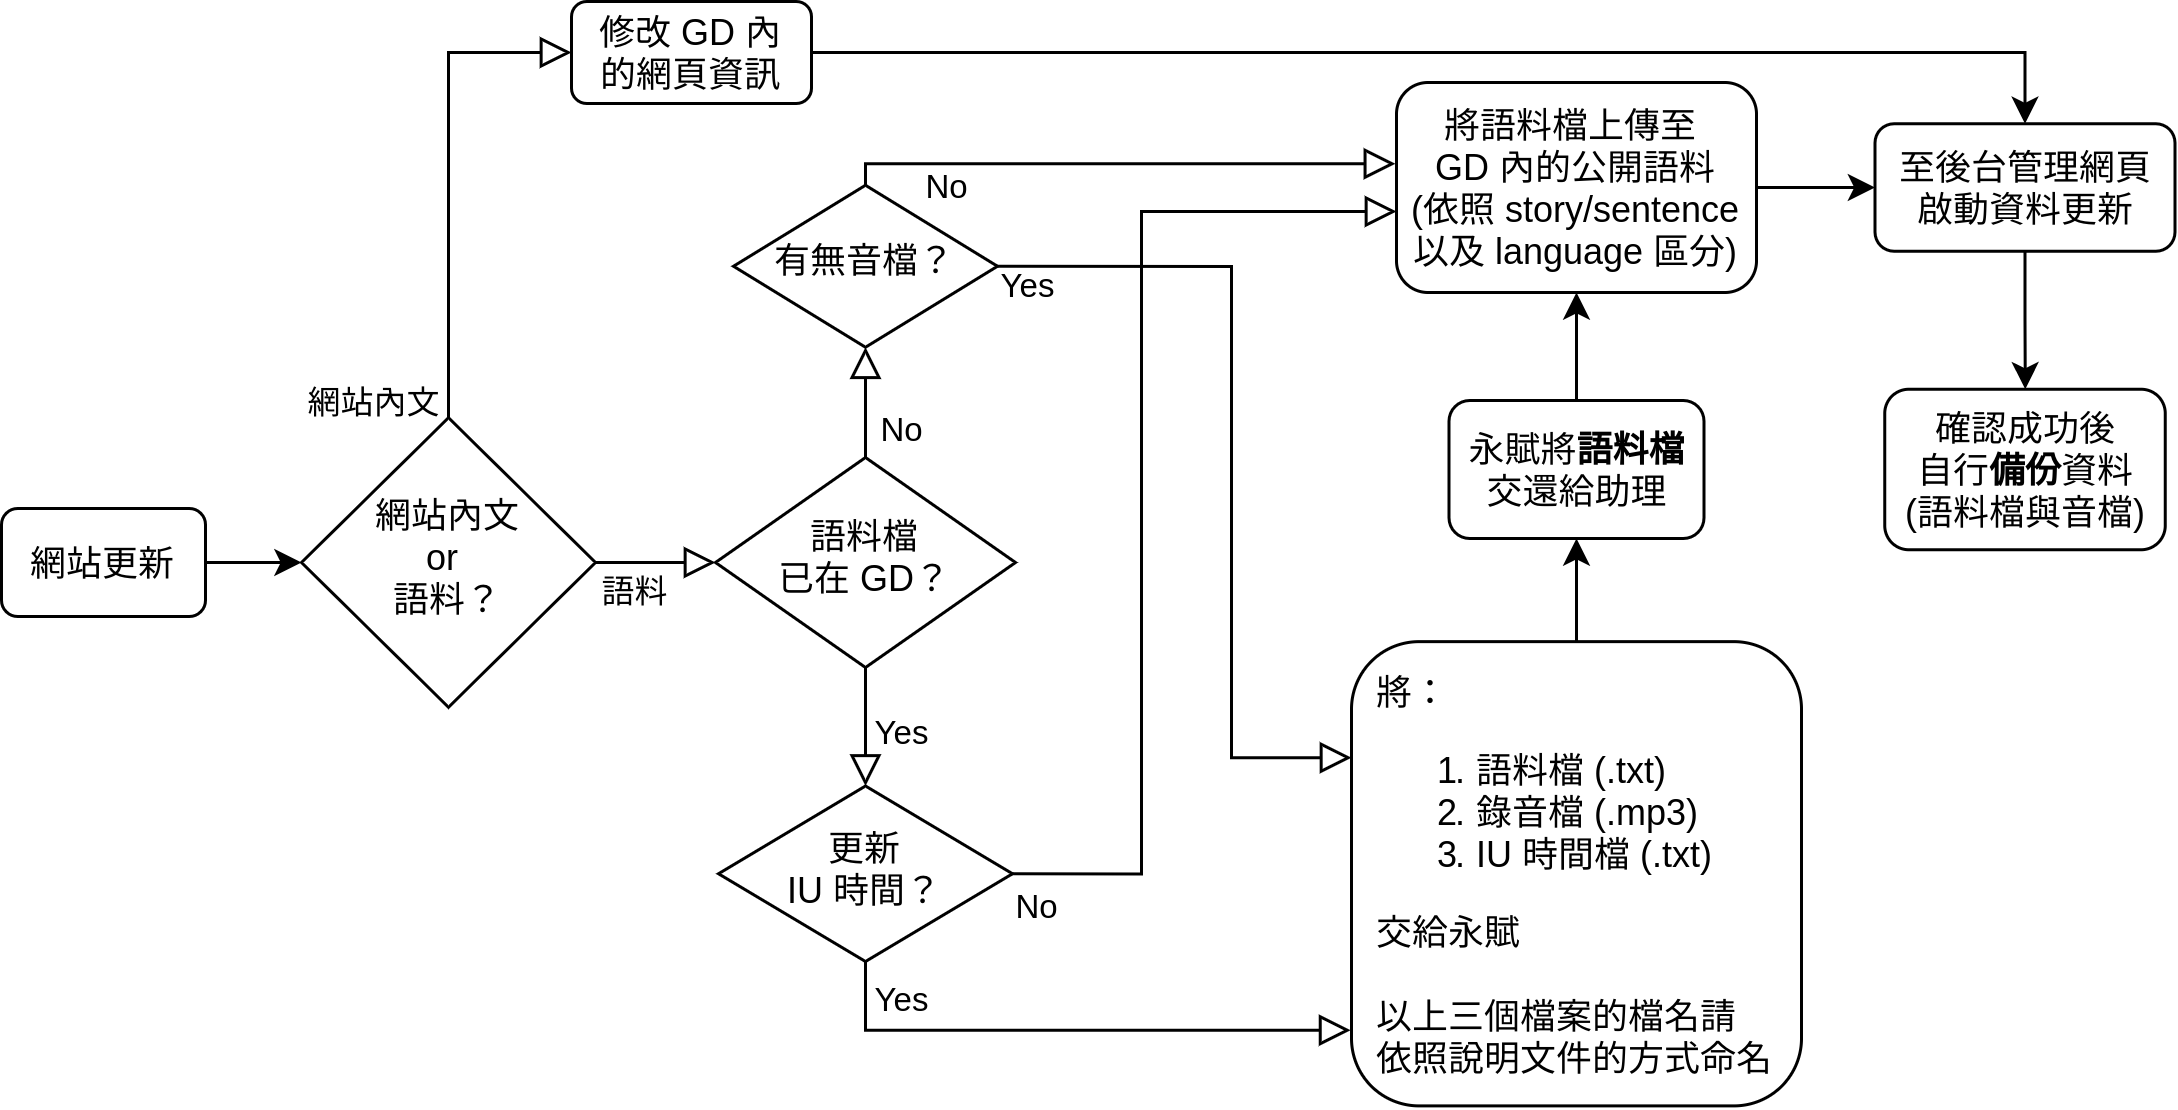 修改 GD 內
的網頁資訊
將語料檔上傳至
GD 內的公開語料
(依照 story/sentence
以及 language 區分)
至後台管理網頁
啟動資料更新
No
有無音檔？
Yes
網站內文
No
永賦將語料檔
交還給助理
確認成功後
自行備份資料
(語料檔與音檔)
網站更新
網站內文
or
語料？
語料
語料檔
已在 GD？
Yes
更新
IU 時間？
No
Yes
將：
1. 語料檔 (.txt)
2. 錄音檔 (.mp3)
3. IU 時間檔 (.txt)
交給永賦
以上三個檔案的檔名請
依照說明文件的方式命名